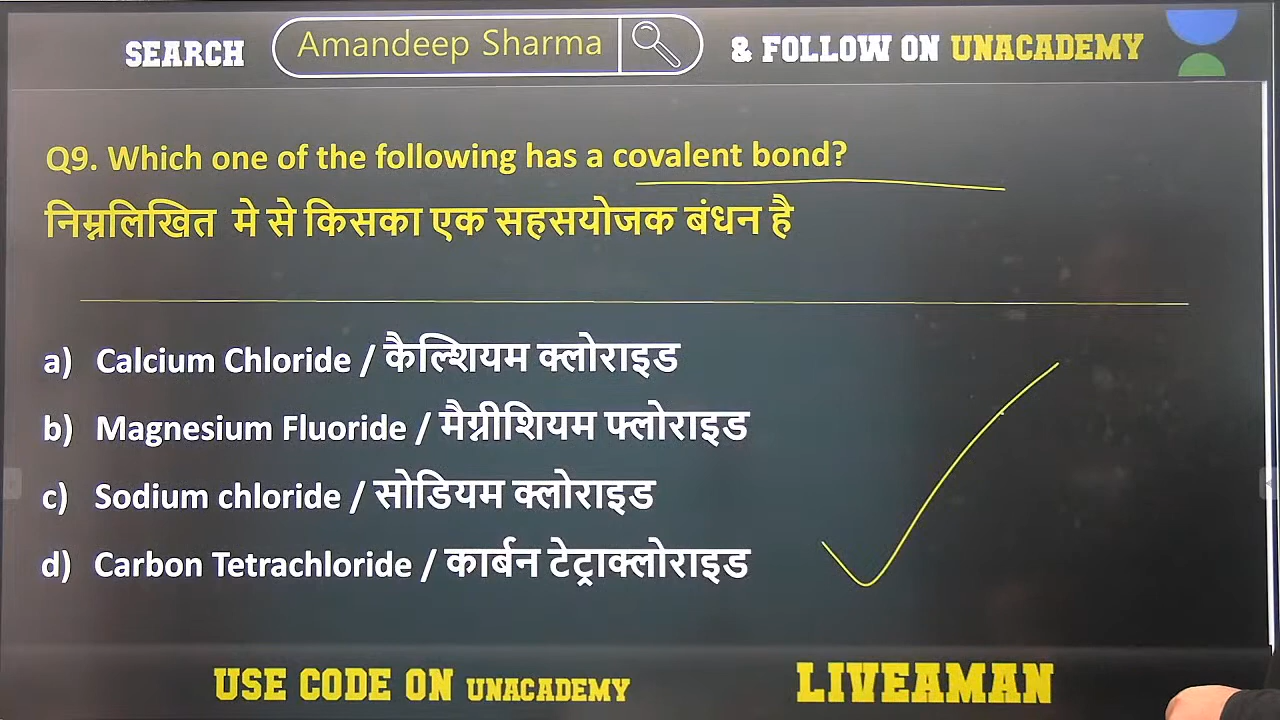 SEARCH Amandeep Sharma & FOLLOW ON UNACADEMY
Q9. Which one of the following has a covalent bond?
निम्नलिखित मे से किसका एक सहसयोजक बंधन है
a) Calcium Chloride / कैल्शियम क्लोराइड
b) Magnesium Fluoride / मैग्नीशियम फ्लोराइड
c) Sodium chloride / सोडियम क्लोराइड
d) Carbon Tetrachloride / कार्बन टेट्राक्लोराइड
USE CODE ON UNACADEMY LIVEAMAN